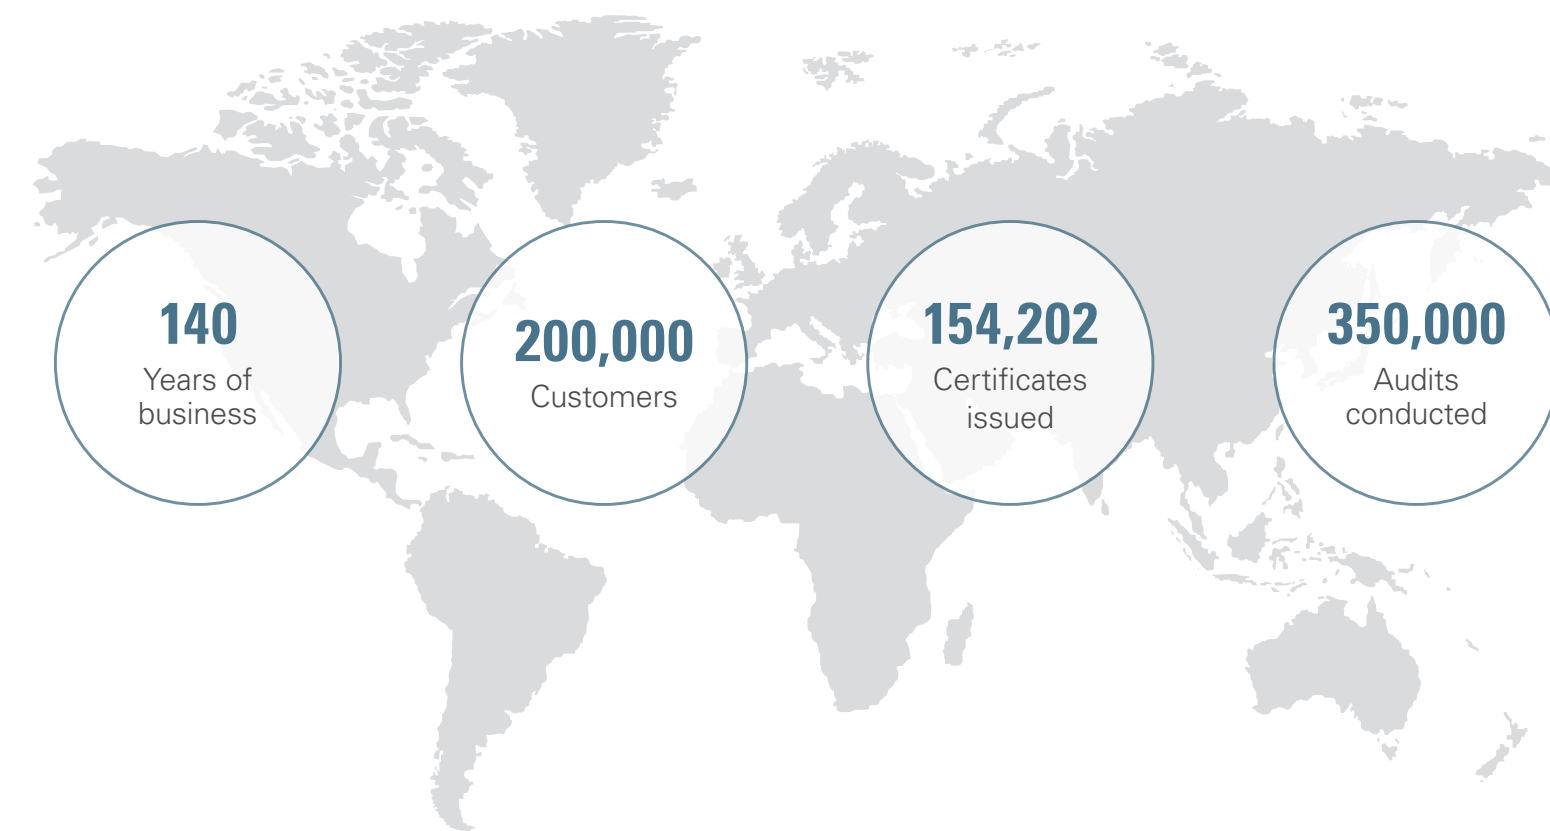 140
Years of
business
200,000
Customers
154,202
Certificates
issued
350,000
Audits
conducted